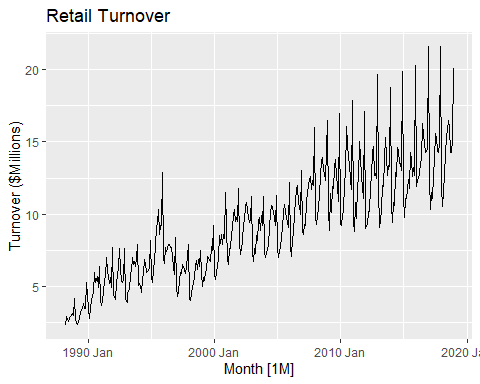 Retail Turnover
Turnover ($Millions)
20
15
10
5
1990 Jan 2000 Jan 2010 Jan 2020 Ja
Month [1M]